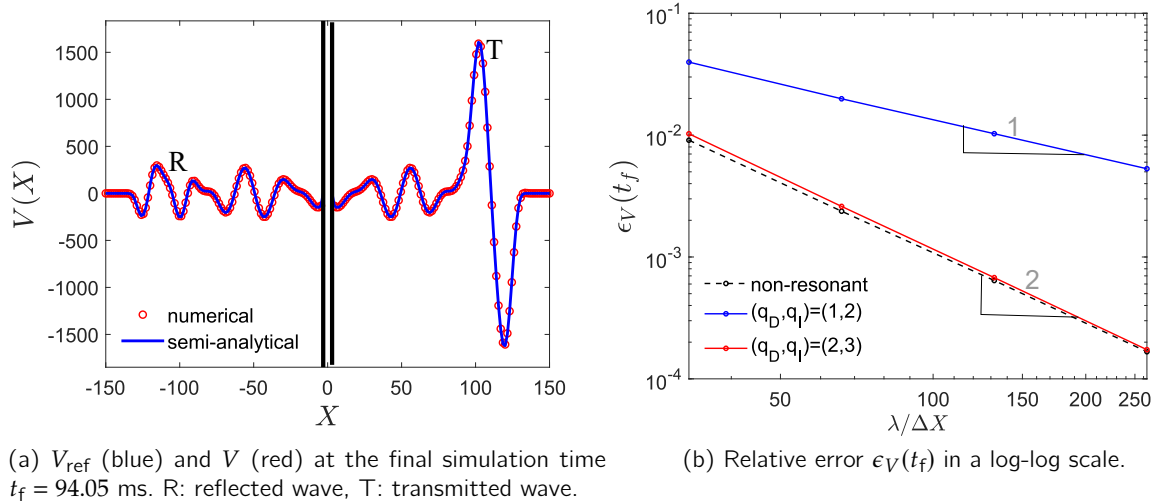 1500
1000
500
0
-500
-1000
-1500
V(X)
R
T
numerical
semi-analytical
-150 -100 -50 0 50 100 150
X
(a) V_ref (blue) and V (red) at the final simulation time
t_f = 94.05 ms. R: reflected wave, T: transmitted wave.
10^-1
10^-2
10^-3
10^-4
ϵ_V(t_f)
1
2
non-resonant
(q_D,q_I)=(1,2)
(q_D,q_I)=(2,3)
50 100 150 200 250
λ/ΔX
(b) Relative error ϵ_V(t_f) in a log-log scale.